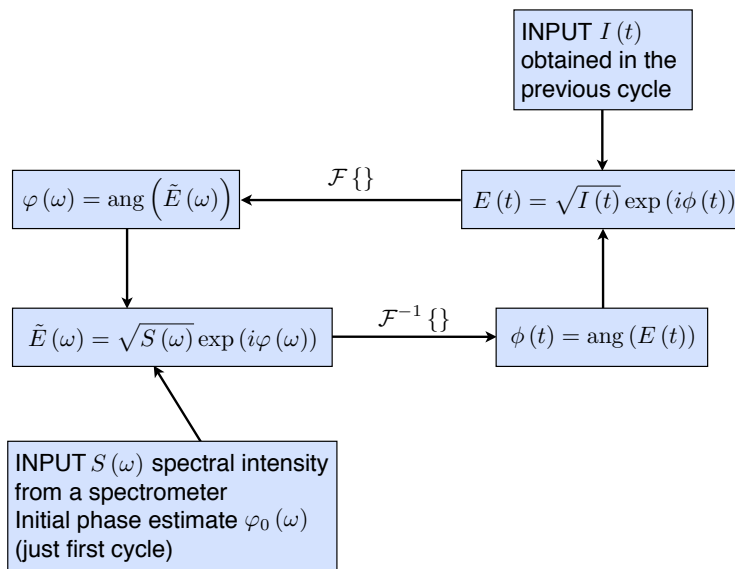 INPUT I (t)
obtained in the
previous cycle
F {}
φ (ω) = ang (Ẽ (ω))
E (t) = √I (t) exp (iϕ (t))
F⁻¹ {}
Ẽ (ω) = √S (ω) exp (iφ (ω))
ϕ (t) = ang (E (t))
INPUT S (ω) spectral intensity
from a spectrometer
Initial phase estimate φ₀ (ω)
(just first cycle)